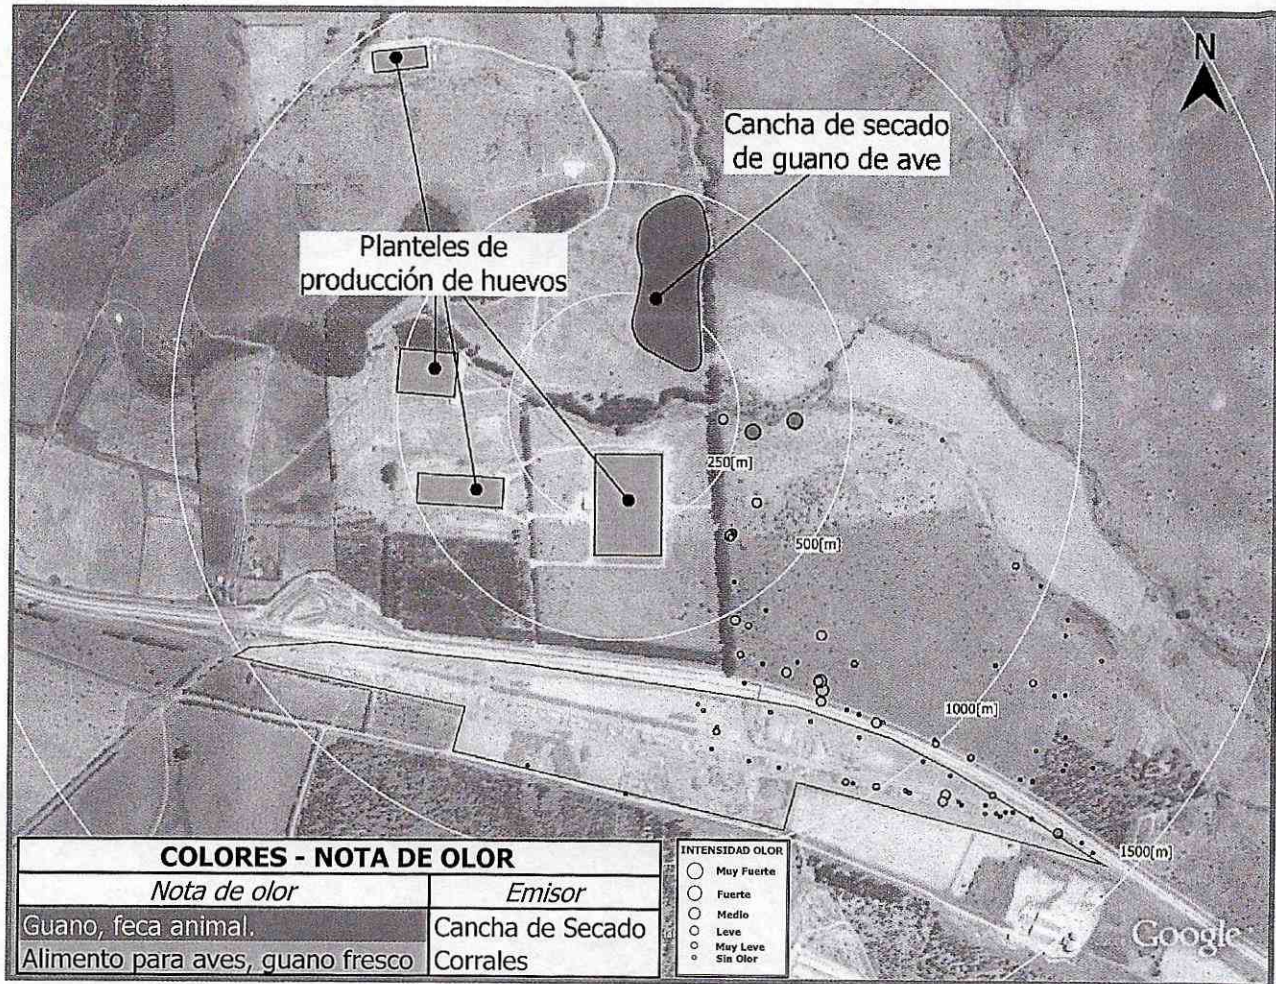 N
Cancha de secado
de guano de ave
Planteles de
producción de huevos
250[m]
500[m]
1000[m]
1500[m]
COLORES - NOTA DE OLOR
Nota de olor
Emisor
Guano, feca animal.
Cancha de Secado
Alimento para aves, guano fresco
Corrales
INTENSIDAD OLOR
Muy Fuerte
Fuerte
Medio
Leve
Muy Leve
Sin Olor
Google